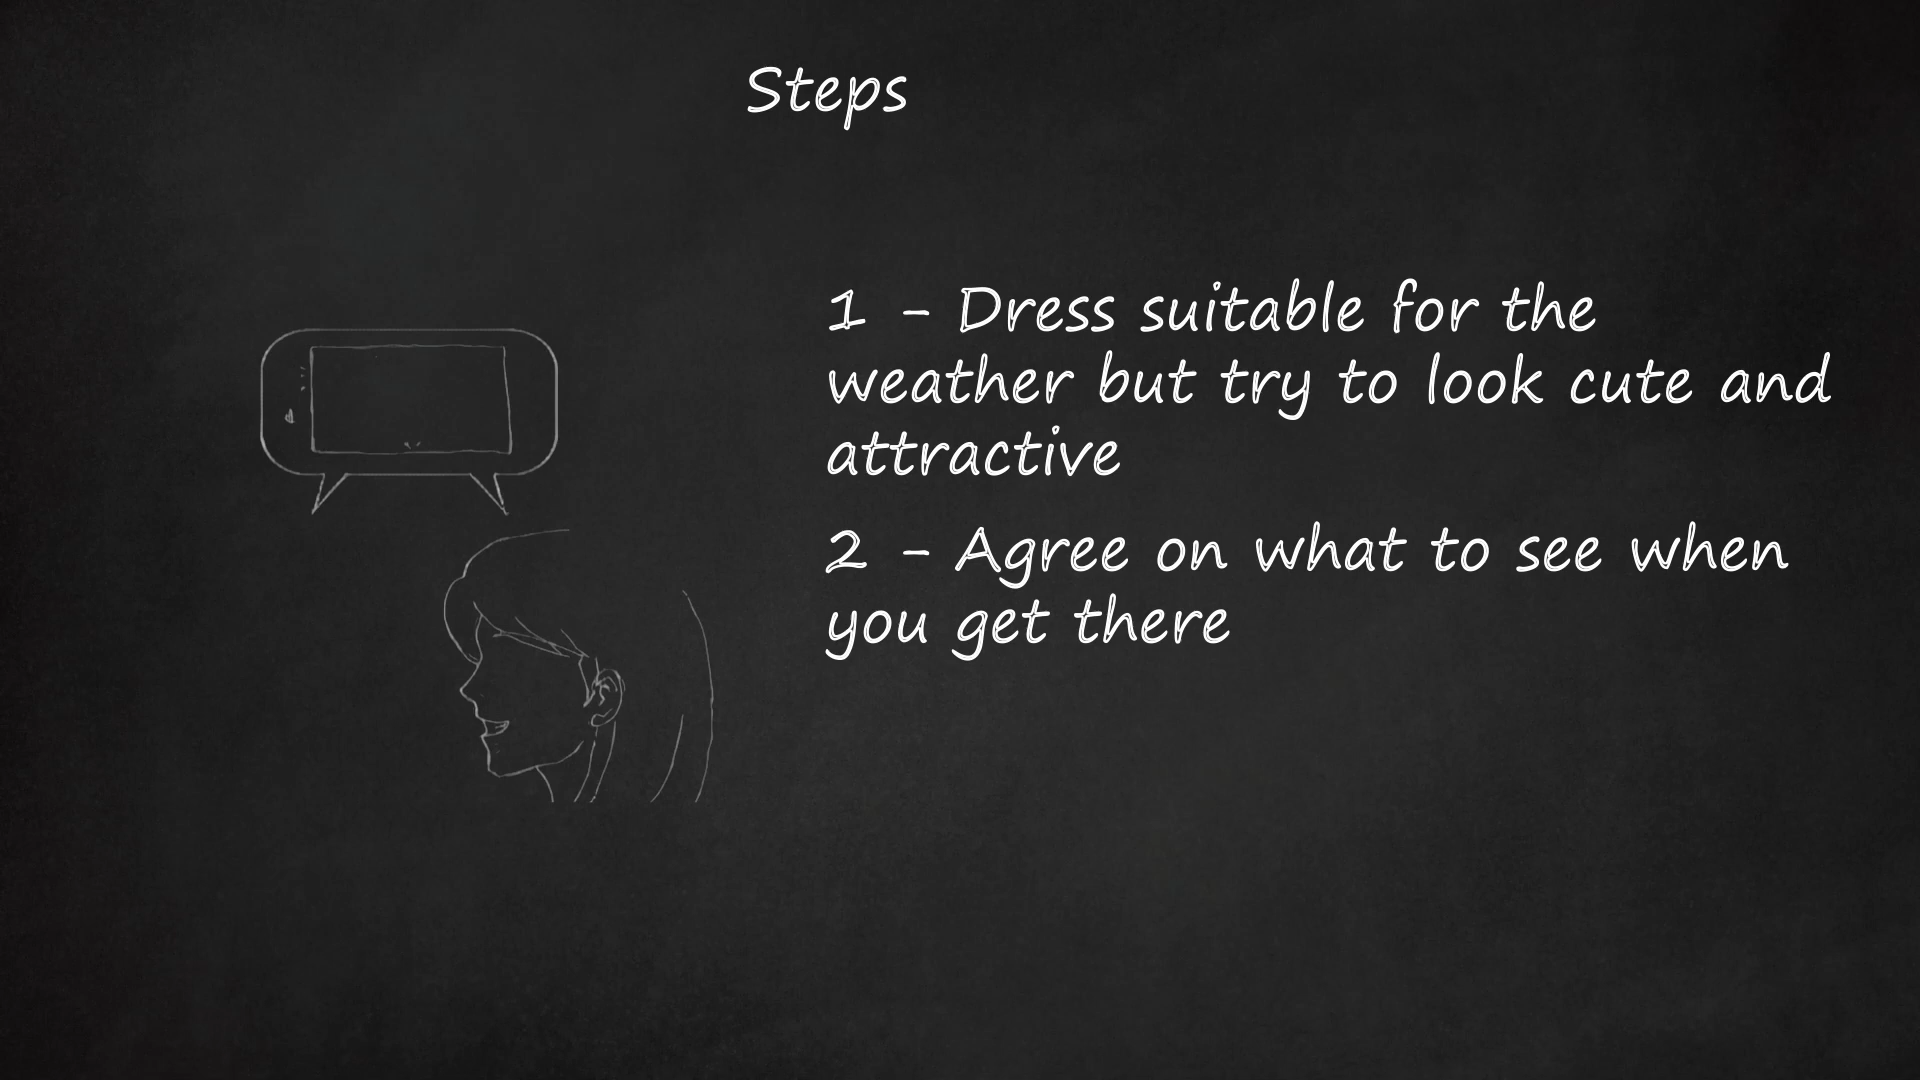 Steps
1 - Dress suitable for the
weather but try to look cute and
attractive
2 - Agree on what to see when
you get there